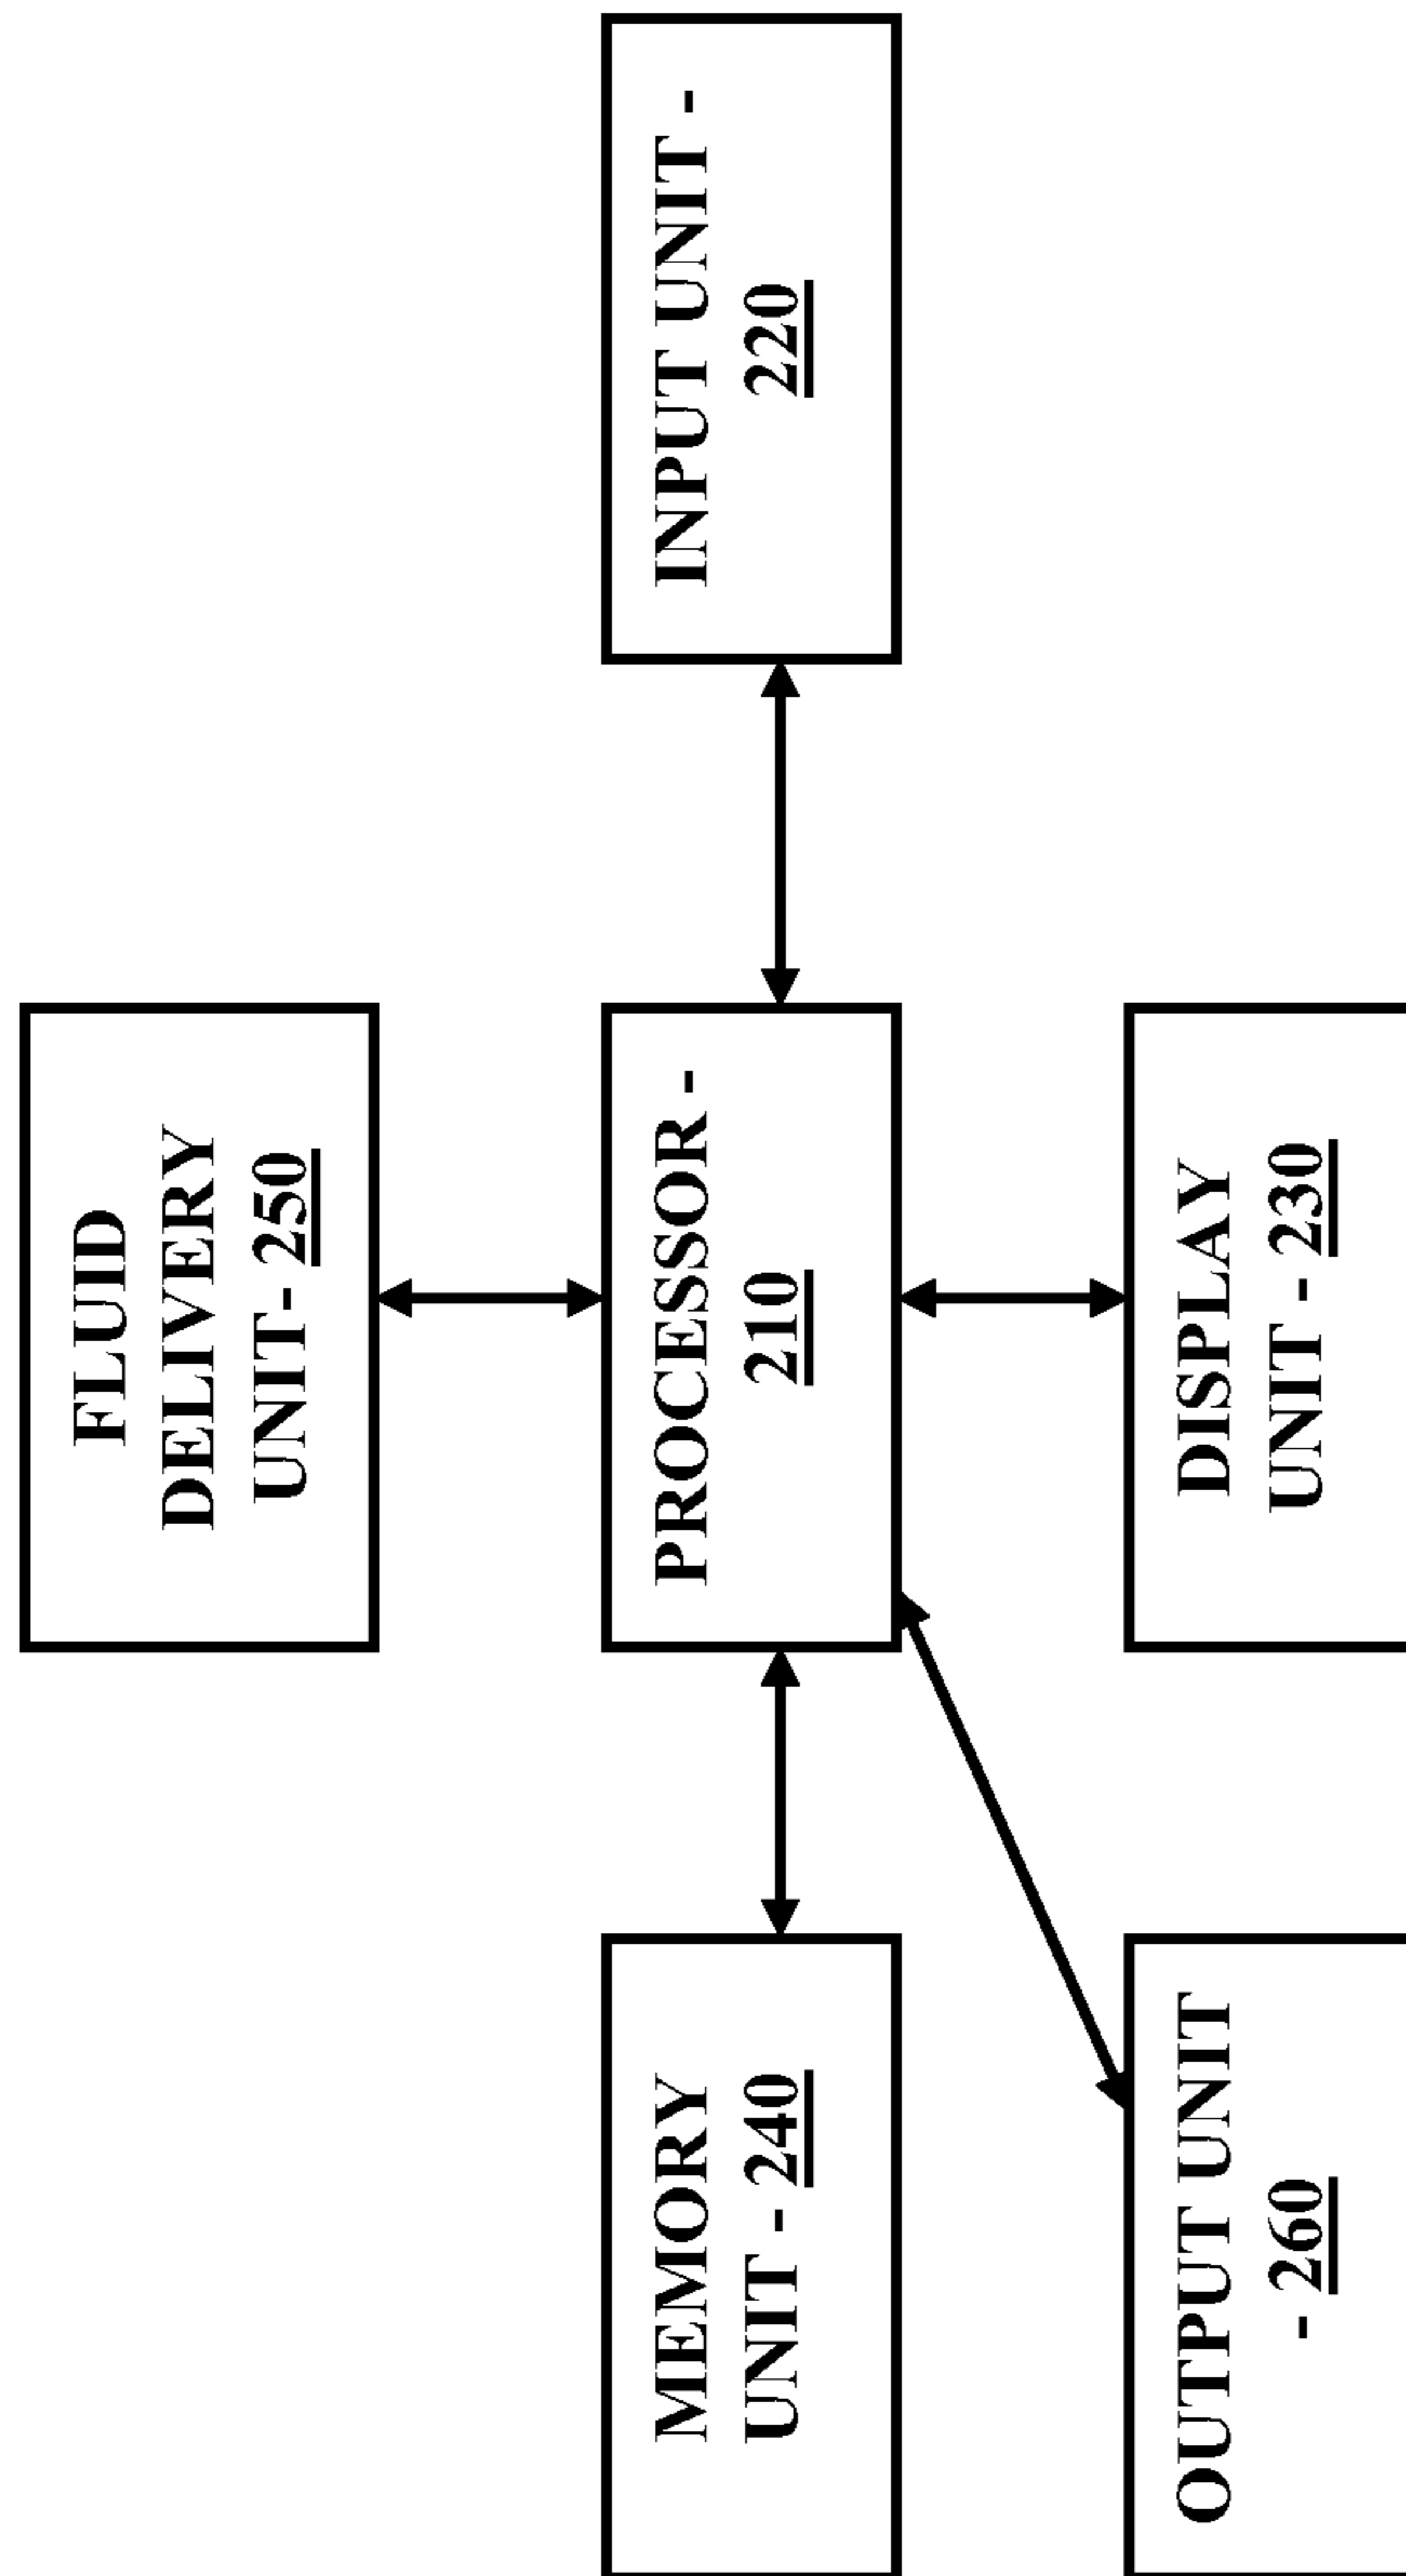 FLUID
DELIVERY
UNIT- 250
MEMORY
UNIT - 240
PROCESSOR -
210
INPUT UNIT -
220
OUTPUT UNIT
- 260
DISPLAY
UNIT - 230